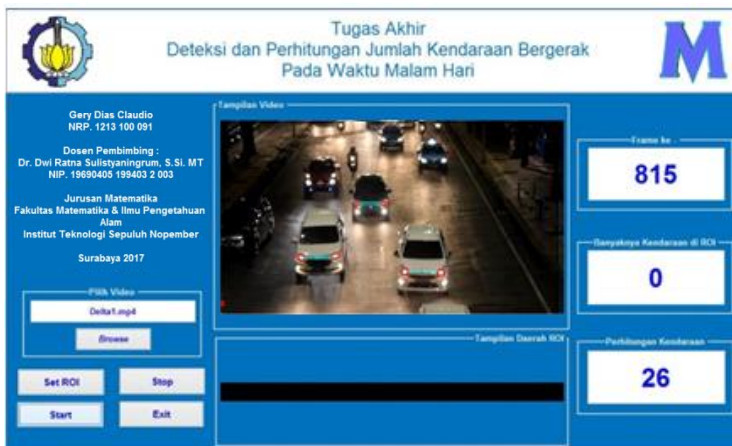 Tugas Akhir
Deteksi dan Perhitungan Jumlah Kendaraan Bergerak
Pada Waktu Malam Hari
M
Gery Dias Claudio
NRP. 1213 100 091
Dosen Pembimbing :
Dr. Dwi Ratna Sulistyaningrum, S.Si. MT
NIP. 19690405 199403 2 003
Jurusan Matematika
Fakultas Matematika & Ilmu Pengetahuan
Alam
Institut Teknologi Sepuluh Nopember
Surabaya 2017
Pilih Video
Delta1.mp4
Browse
Set ROI
Stop
Start
Exit
Tampilan Video
Tampilan Daerah ROI
Frame ke .
815
Banyaknya Kendaraan di ROI
0
Perhitungan Kendaraan
26